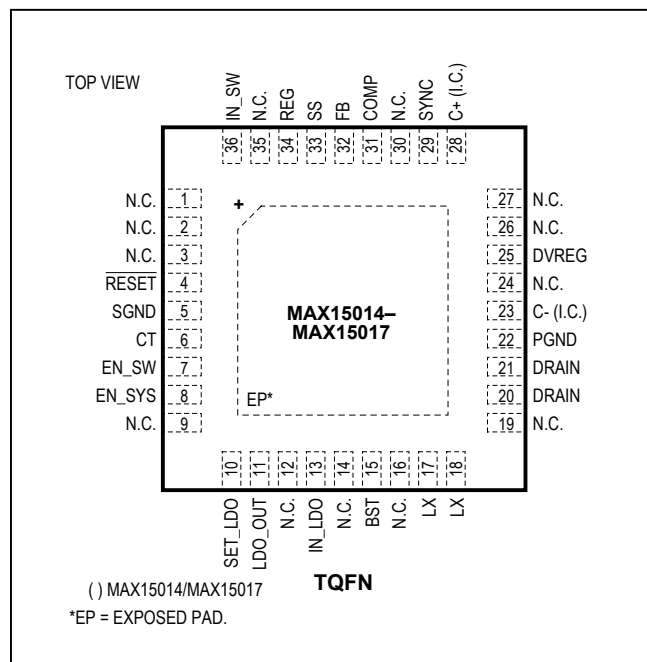 TOP VIEW
IN_SW
N.C.
REG
SS
FB
COMP
N.C.
SYNC
C+ (I.C.)
36
35
34
33
32
31
30
29
28
N.C. 1
N.C. 2
N.C. 3
RESET 4
SGND 5
CT 6
EN_SW 7
EN_SYS 8
N.C. 9
+
MAX15014–
MAX15017
EP*
27 N.C.
26 N.C.
25 DVREG
24 N.C.
23 C- (I.C.)
22 PGND
21 DRAIN
20 DRAIN
19 N.C.
10
11
12
13
14
15
16
17
18
SET_LDO
LDO_OUT
N.C.
IN_LDO
N.C.
BST
N.C.
LX
LX
TQFN
( ) MAX15014/MAX15017
*EP = EXPOSED PAD.